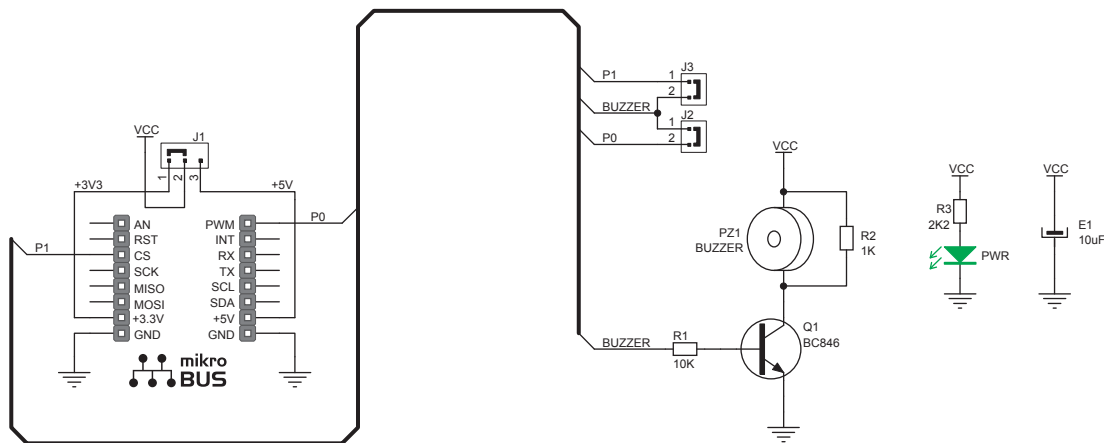 P1
J3
1
2
BUZZER
J2
1
P0
2
VCC
J1
1
2
3
+3V3
+5V
AN
RST
CS
SCK
MISO
MOSI
+3.3V
GND
PWM
INT
RX
TX
SCL
SDA
+5V
GND
P1
P0
mikro
BUS
VCC
PZ1
BUZZER
R2
1K
BUZZER
R1
10K
Q1
BC846
VCC
R3
2K2
PWR
VCC
E1
10uF